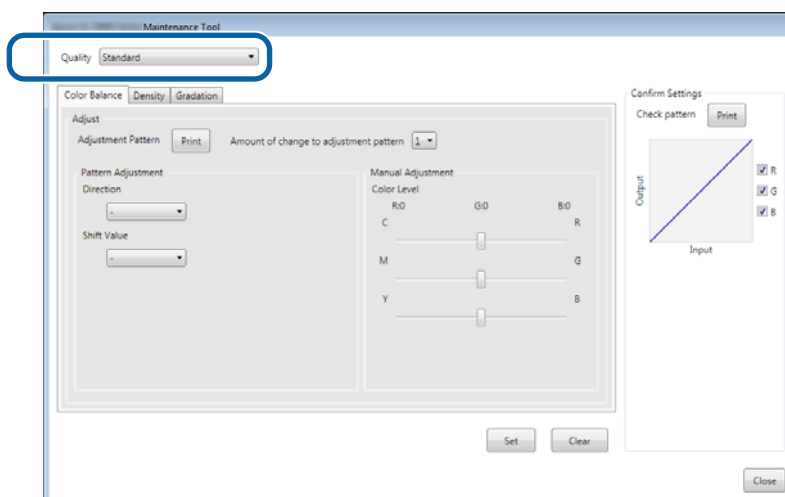 Maintenance Tool
Quality Standard
Color Balance Density Gradation
Adjust
Adjustment Pattern Print Amount of change to adjustment pattern 1
Pattern Adjustment
Direction
-
Shift Value
-
Manual Adjustment
Color Level
R:0 G:0 B:0
C R
M G
Y B
Set Clear
Confirm Settings
Check pattern Print
Output
R
G
B
Input
Close